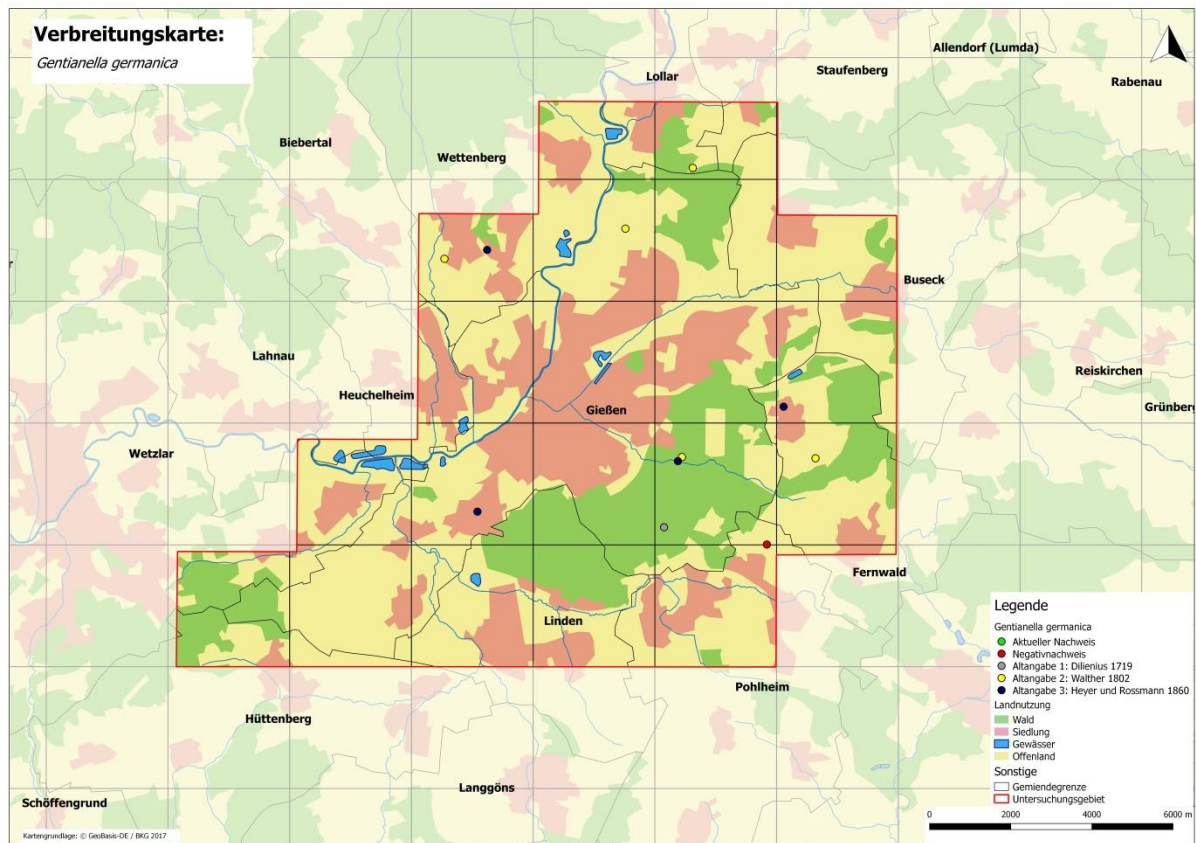 Verbreitungskarte:
Gentianella germanica
Allendorf (Lumda)
Lollar
Staufenberg
Rabenau
Biebertal
Wettenberg
Buseck
Lahnau
Reiskirchen
Heuchelheim
Gießen
Grünberg
Wetzlar
Fernwald
Linden
Pohlheim
Hüttenberg
Langgöns
Schöffengrund
Legende
Gentianella germanica
Aktueller Nachweis
Negativnachweis
Altangabe 1: Dilienius 1719
Altangabe 2: Walther 1802
Altangabe 3: Heyer und Rossmann 1860
Landnutzung
Wald
Siedlung
Gewässer
Offenland
Sonstige
Gemiendegrenze
Untersuchungsgebiet
0 2000 4000 6000 m
Kartengrundlage: © GeoBasis-DE / BKG 2017